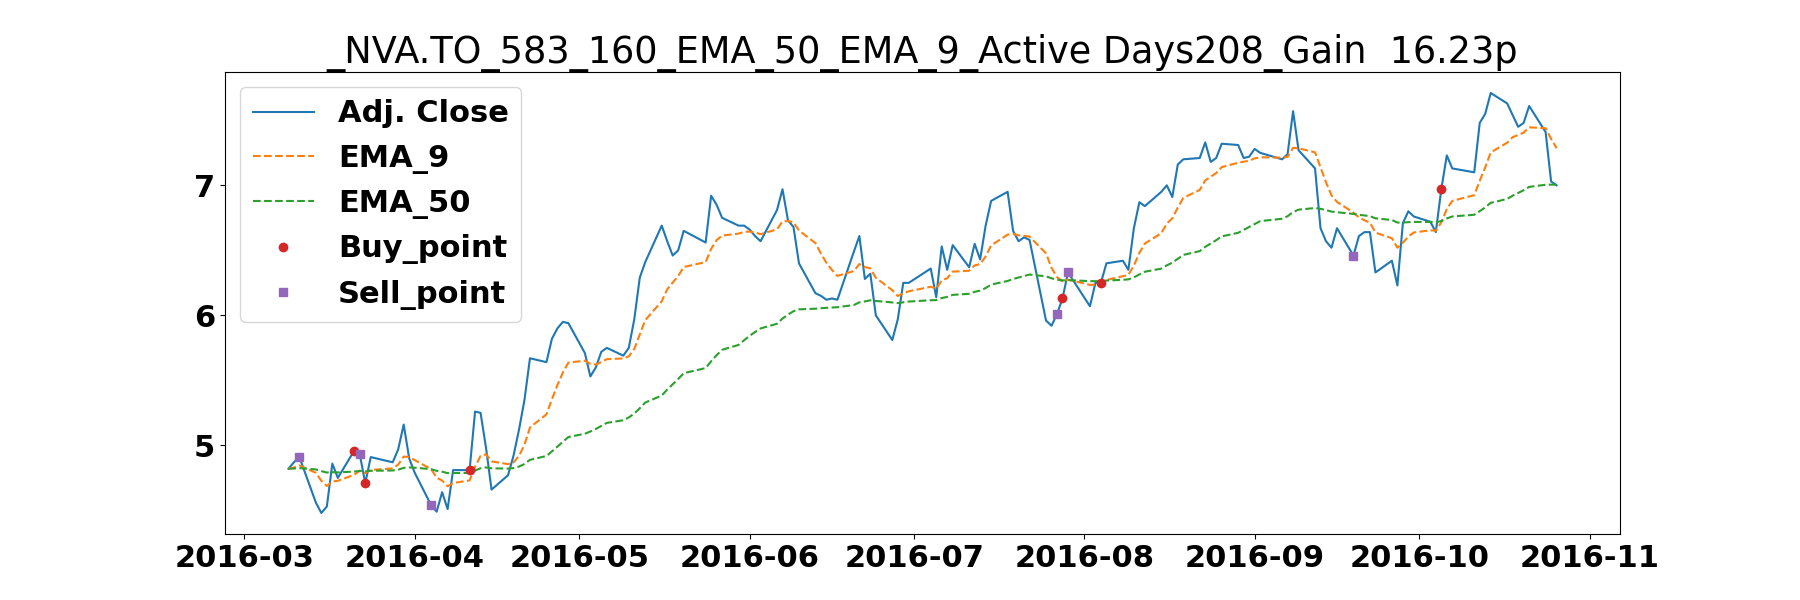 _NVA.TO_583_160_EMA_50_EMA_9_Active Days208_Gain  16.23p
Adj. Close
EMA_9
EMA_50
Buy_point
Sell_point
7
6
5
2016-03 2016-04 2016-05 2016-06 2016-07 2016-08 2016-09 2016-10 2016-11